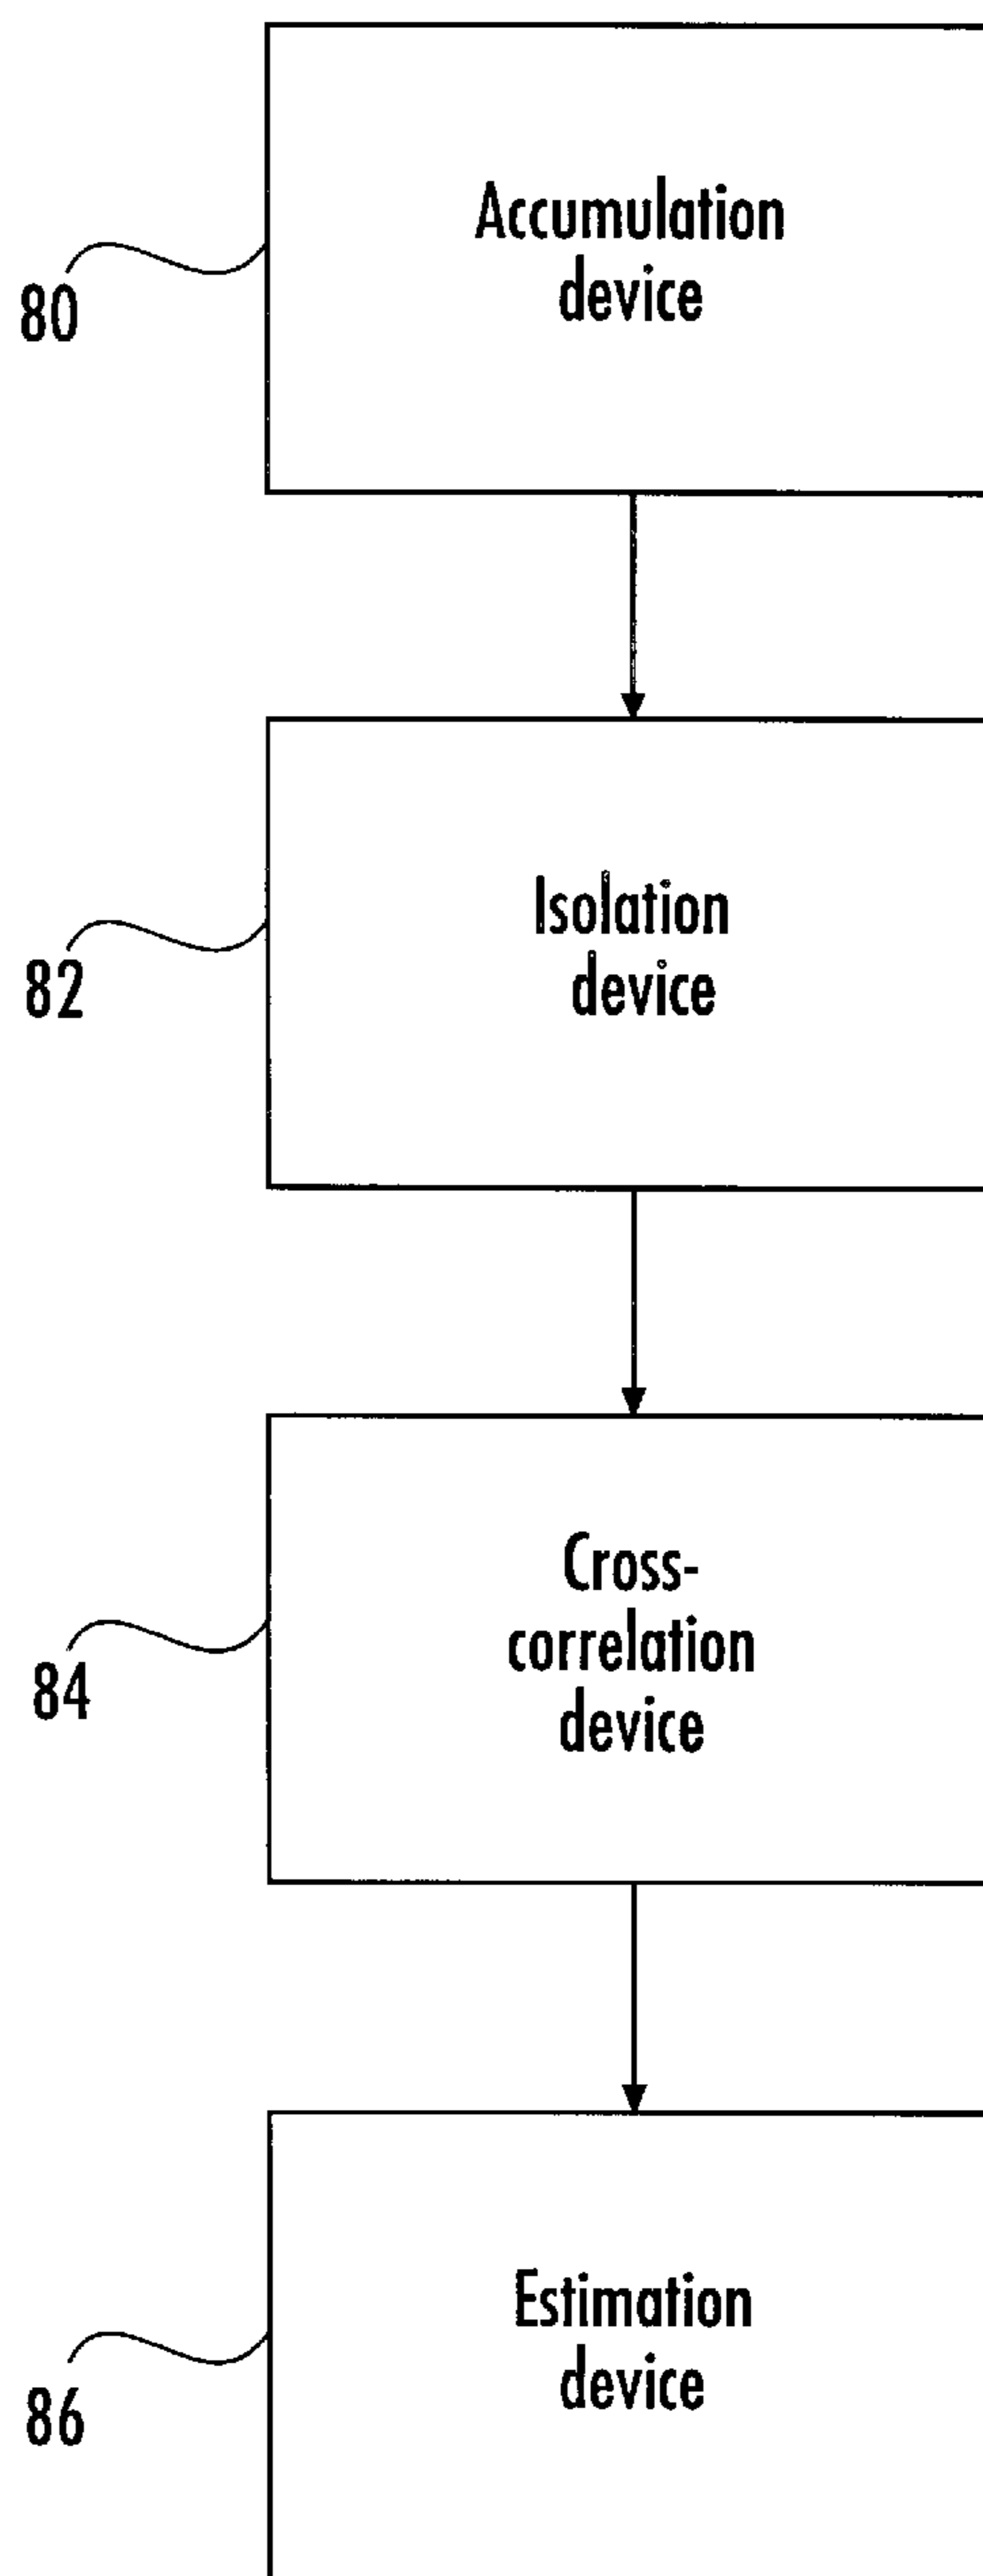 Accumulation
device
80
Isolation
device
82
Cross-
correlation
device
84
Estimation
device
86